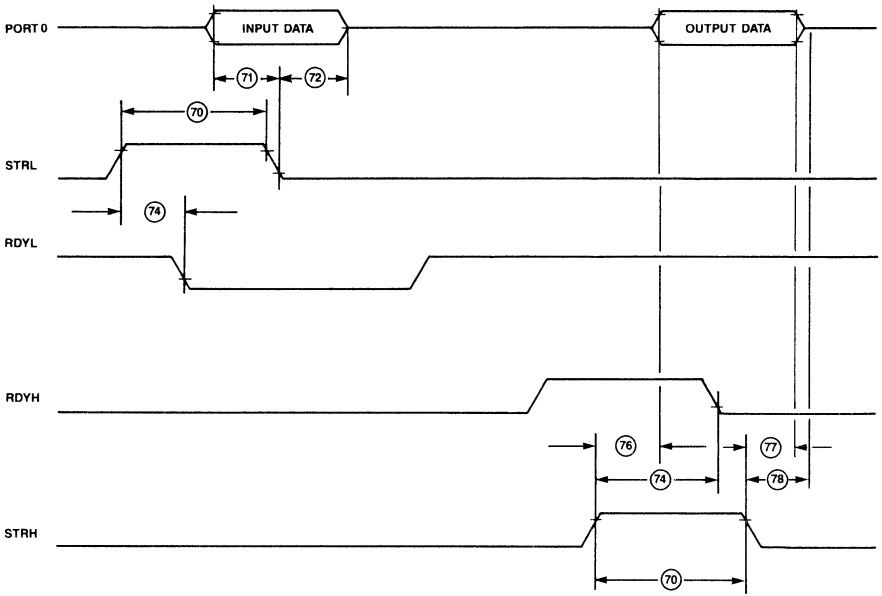 PORT 0
INPUT DATA
OUTPUT DATA
71
72
70
STRL
74
RDYL
RDYH
76
77
74
78
STRH
70